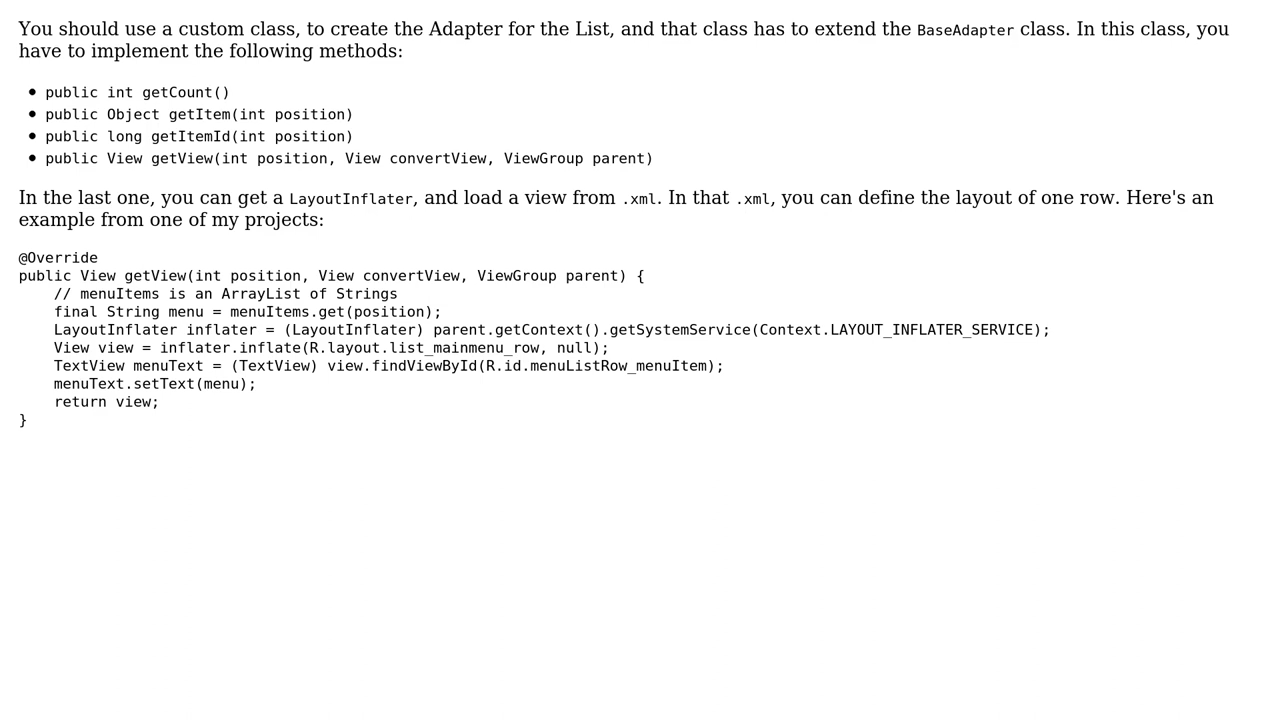 You should use a custom class, to create the Adapter for the List, and that class has to extend the BaseAdapter class. In this class, you
have to implement the following methods:
• public int getCount()
• public Object getItem(int position)
• public long getItemId(int position)
• public View getView(int position, View convertView, ViewGroup parent)
In the last one, you can get a LayoutInflater, and load a view from .xml. In that .xml, you can define the layout of one row. Here's an
example from one of my projects:
@Override
public View getView(int position, View convertView, ViewGroup parent) {
    // menuItems is an ArrayList of Strings
    final String menu = menuItems.get(position);
    LayoutInflater inflater = (LayoutInflater) parent.getContext().getSystemService(Context.LAYOUT_INFLATER_SERVICE);
    View view = inflater.inflate(R.layout.list_mainmenu_row, null);
    TextView menuText = (TextView) view.findViewById(R.id.menuListRow_menuItem);
    menuText.setText(menu);
    return view;
}